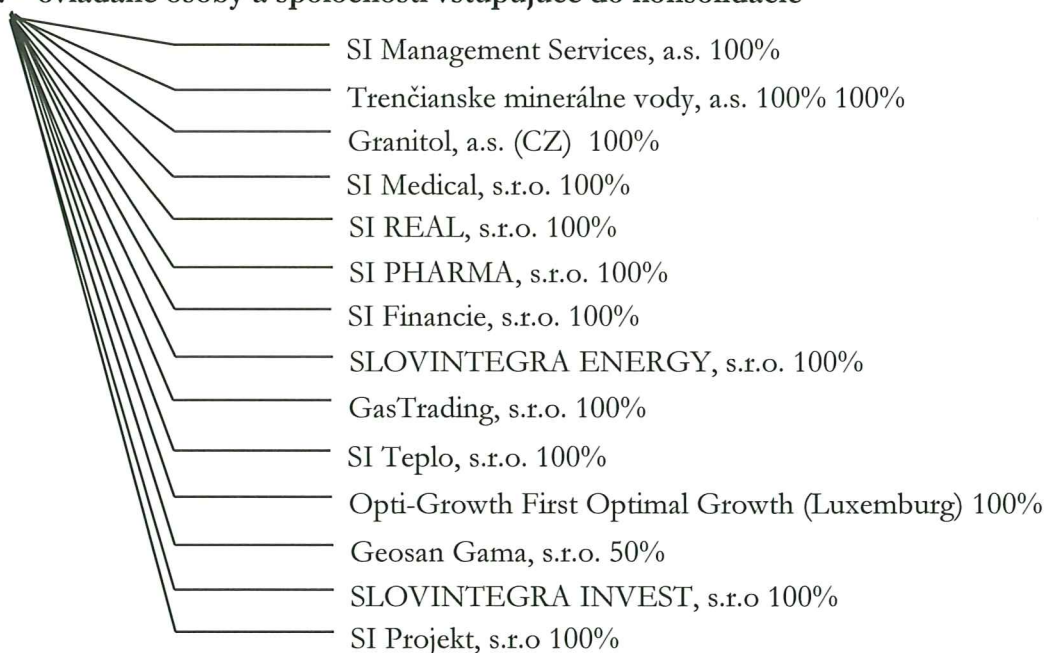 SI Management Services, a.s. 100%
Trenčianske minerálne vody, a.s. 100% 100%
Granitol, a.s. (CZ) 100%
SI Medical, s.r.o. 100%
SI REAL, s.r.o. 100%
SI PHARMA, s.r.o. 100%
SI Financie, s.r.o. 100%
SLOVINTEGRA ENERGY, s.r.o. 100%
GasTrading, s.r.o. 100%
SI Teplo, s.r.o. 100%
Opti-Growth First Optimal Growth (Luxemburg) 100%
Geosan Gama, s.r.o. 50%
SLOVINTEGRA INVEST, s.r.o 100%
SI Projekt, s.r.o 100%